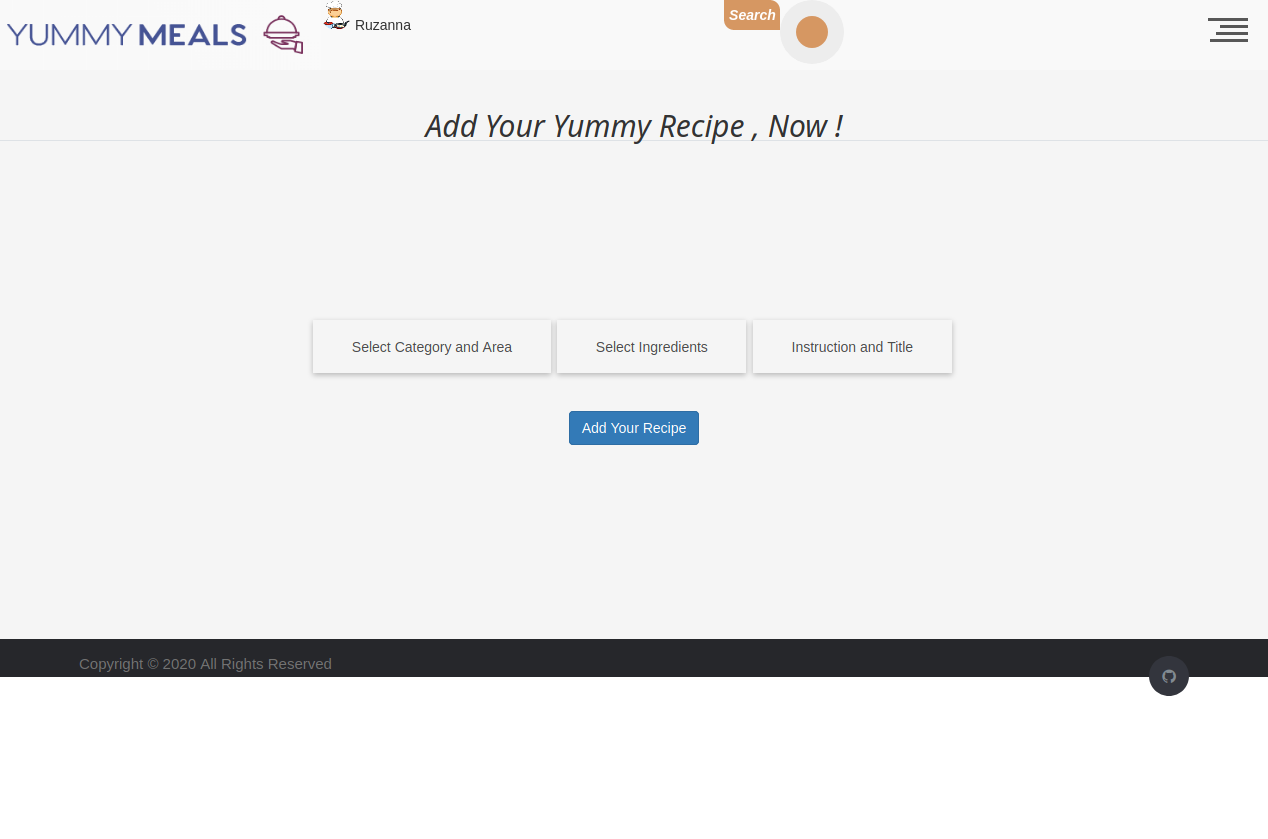 YUMMY MEALS
Ruzanna
Search
Add Your Yummy Recipe , Now !
Select Category and Area
Select Ingredients
Instruction and Title
Add Your Recipe
Copyright © 2020 All Rights Reserved